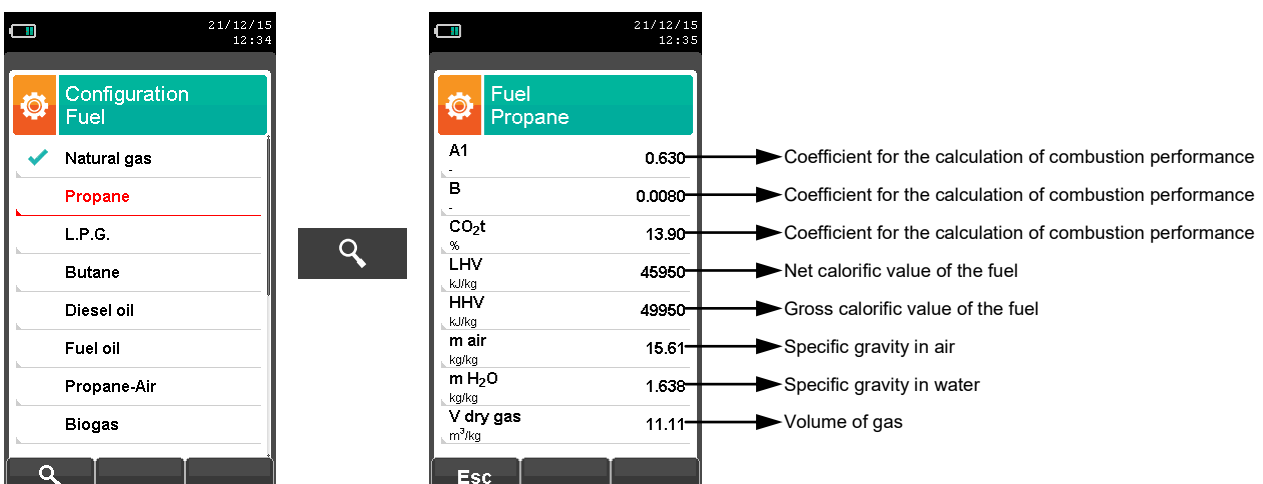 21/12/15
12:34
Configuration
Fuel
Natural gas
Propane
L.P.G.
Butane
Diesel oil
Fuel oil
Propane-Air
Biogas
21/12/15
12:35
Fuel
Propane
A1 0.630 Coefficient for the calculation of combustion performance
-
B 0.0080 Coefficient for the calculation of combustion performance
-
CO₂t 13.90 Coefficient for the calculation of combustion performance
%
LHV 45950 Net calorific value of the fuel
kJ/kg
HHV 49950 Gross calorific value of the fuel
kJ/kg
m air 15.61 Specific gravity in air
kg/kg
m H₂O 1.638 Specific gravity in water
kg/kg
V dry gas 11.11 Volume of gas
m³/kg
Esc